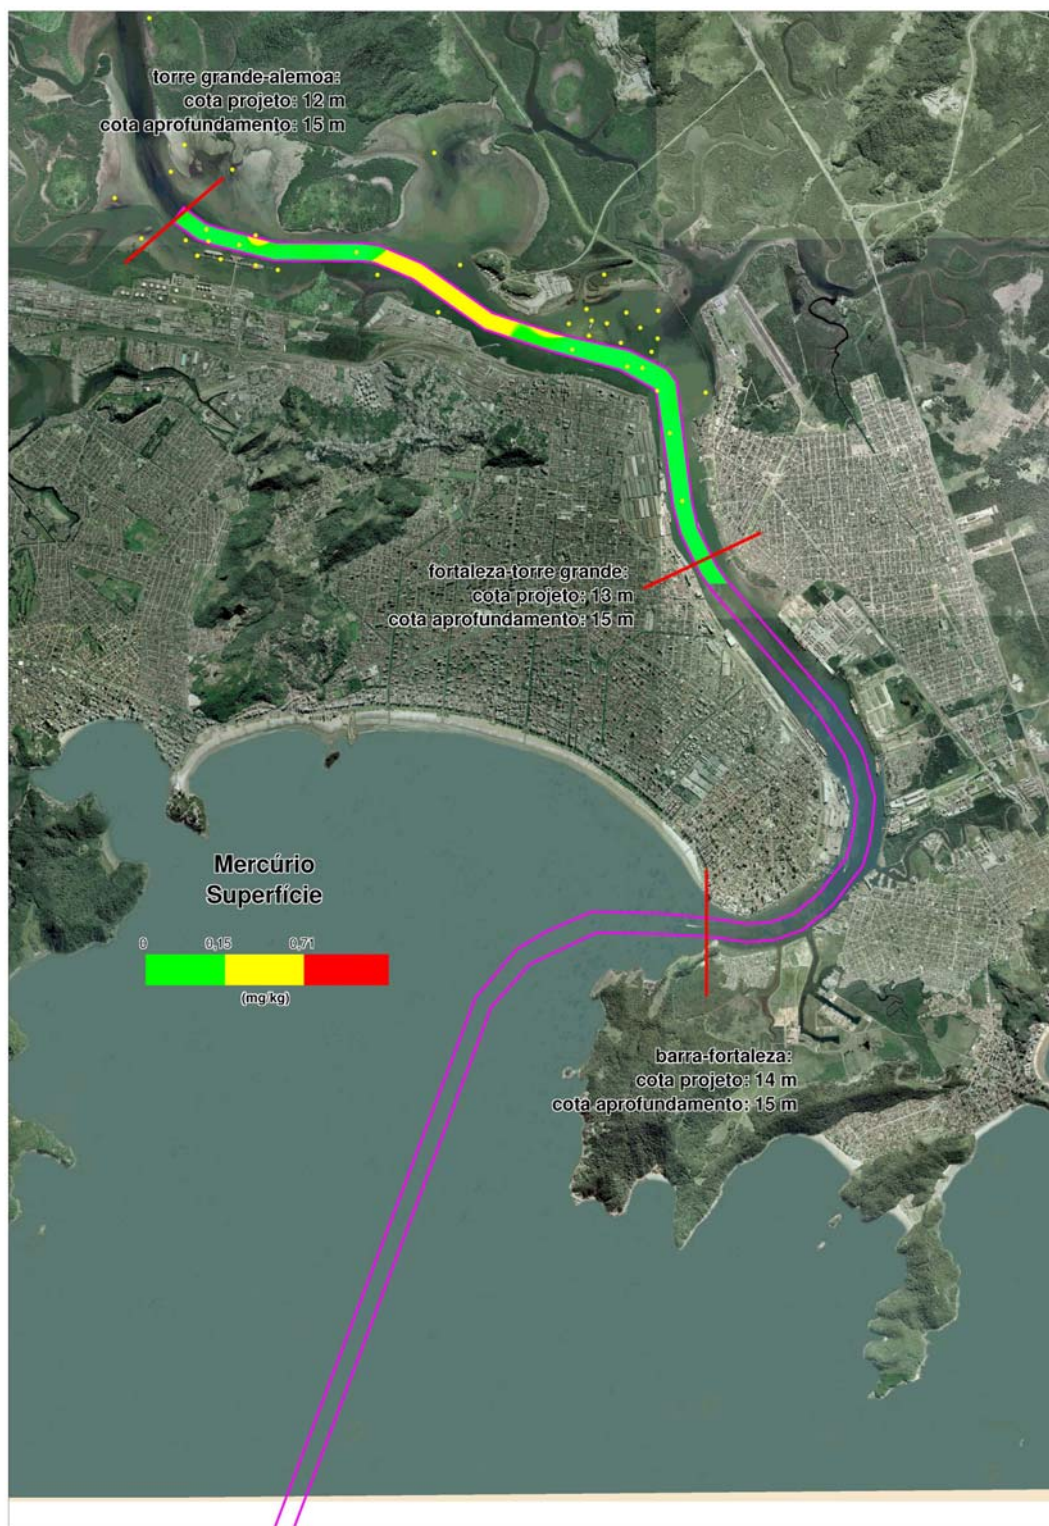 torre grande-alemoa:
cota projeto: 12 m
cota aprofundamento: 15 m
fortaleza-torre grande:
cota projeto: 13 m
cota aprofundamento: 15 m
Mercúrio
Superfície
0 0,15 0,71
(mg/kg)
barra-fortaleza:
cota projeto: 14 m
cota aprofundamento: 15 m